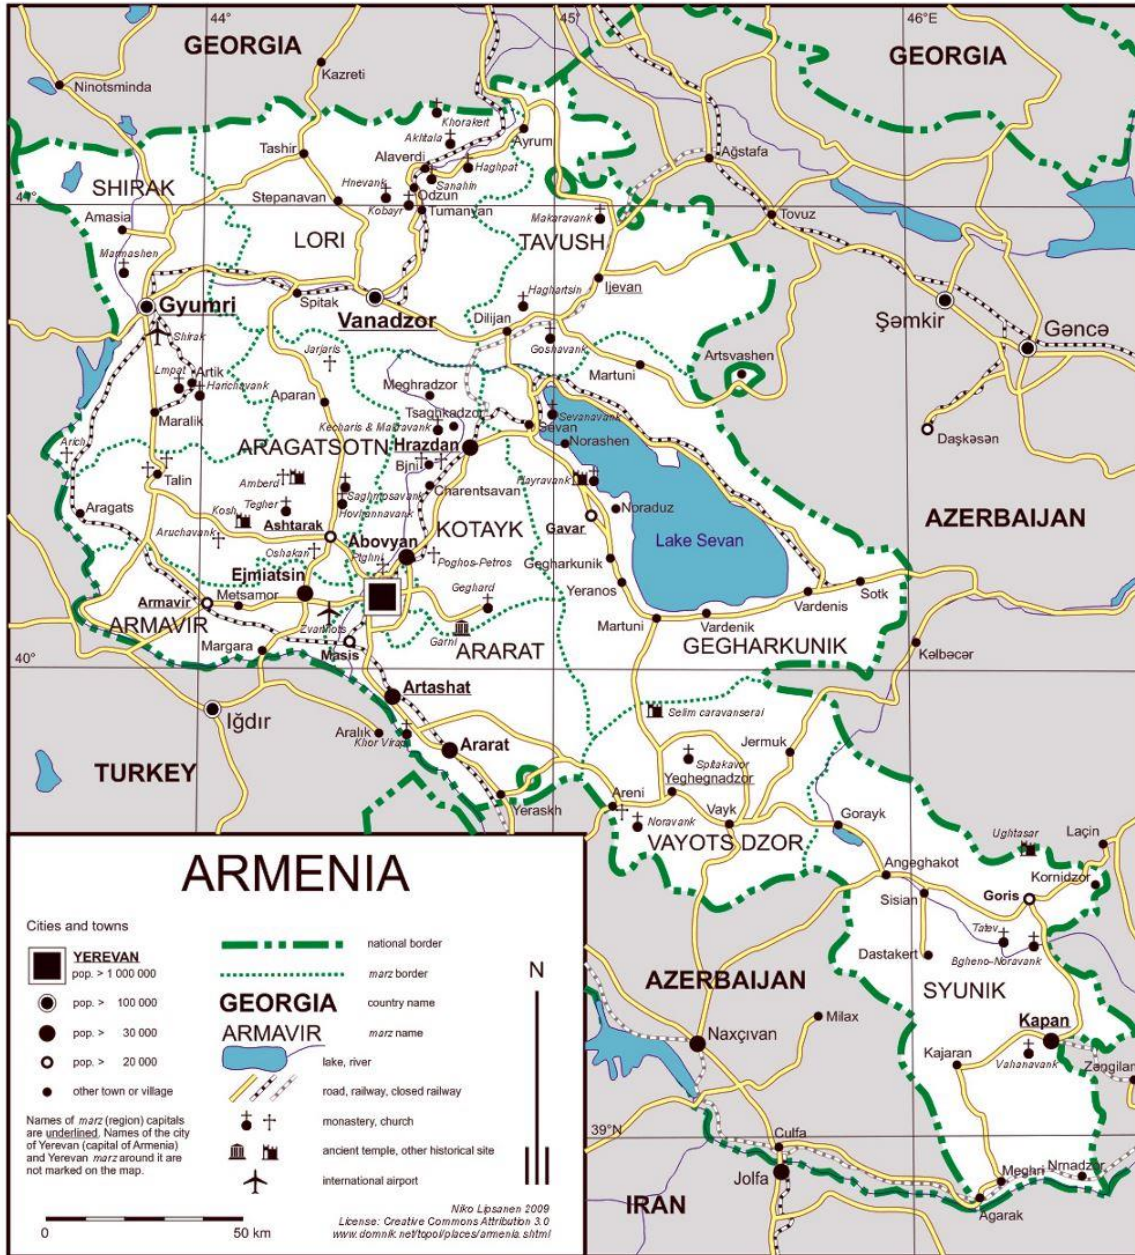 44°
45°
46°E
GEORGIA
GEORGIA
Kazreti
Ninotsminda
Khorakert
Akhtala
Ayrum
Tashir
Alaverdi
Haghpat
Ağstafa
SHIRAK
Hnevank
Sanahin
Odzun
41°
Stepanavan
Kobayr
Tumanyan
Makaravank
Tovuz
Amasia
LORI
TAVUSH
Marmashen
Ijevan
Haghartsin
Gyumri
Spitak
Vanadzor
Dilijan
Şəmkir
Shirak
Goshavank
Gəncə
Jarjaris
Artsvashen
Lmpat
Artik
Martuni
Harichavank
Meghradzor
Aparan
Maralik
Tsaghkadzor
Sevanavank
Kecharis & Makravank
Sevan
Daşkəsən
Arich
ARAGATSOTN
Hrazdan
Norashen
Bjni
Talin
Amberd
Hayravank
Saghmosavank
Charentsavan
Aragats
Tegher
Hovhannavank
Noraduz
Kosh
AZERBAIJAN
Ashtarak
KOTAYK
Gavar
Aruchavank
Abovyan
Lake Sevan
Oshakan
Ptghni
Poghos-Petros
Gegharkunik
Ejmiatsin
Yeranos
Geghard
Sotk
Armavir
Metsamor
Vardenis
Martuni
Vardenik
ARMAVIR
Zvartnots
Garni
Margara
Masis
ARARAT
GEGHARKUNIK
Kəlbəcər
40°
Artashat
Selim caravanserai
Iğdır
Aralık
Khor Virap
Ararat
Jermuk
TURKEY
Spitakavor
Yeghegnadzor
Areni
Yeraskh
Vayk
Gorayk
Noravank
VAYOTS DZOR
Ughtasar
Laçin
Angeghakot
Kornidzor
Sisian
Goris
Tatev
Dastakert
Bgheno-Noravank
AZERBAIJAN
SYUNIK
Milax
Kapan
Naxçıvan
Kajaran
Vahanavank
Zəngilan
39°N
Culfa
Jolfa
Meghri
Nrnadzor
IRAN
Agarak
ARMENIA
Cities and towns
YEREVAN
pop. > 1 000 000
pop. > 100 000
pop. > 30 000
pop. > 20 000
other town or village
Names of marz (region) capitals
are underlined. Names of the city
of Yerevan (capital of Armenia)
and Yerevan marz around it are
not marked on the map.
0 50 km
national border
marz border
GEORGIA country name
ARMAVIR marz name
lake, river
road, railway, closed railway
monastery, church
ancient temple, other historical site
international airport
N
Niko Lipsanen 2009
License: Creative Commons Attribution 3.0
www.domnik.net/topoi/places/armenia.shtml